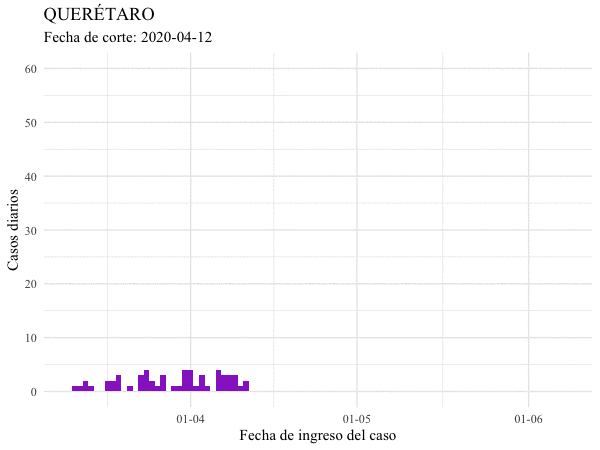 QUERÉTARO
Fecha de corte: 2020-04-12
Casos diarios
60
50
40
30
20
10
0
01-04
01-05
01-06
Fecha de ingreso del caso